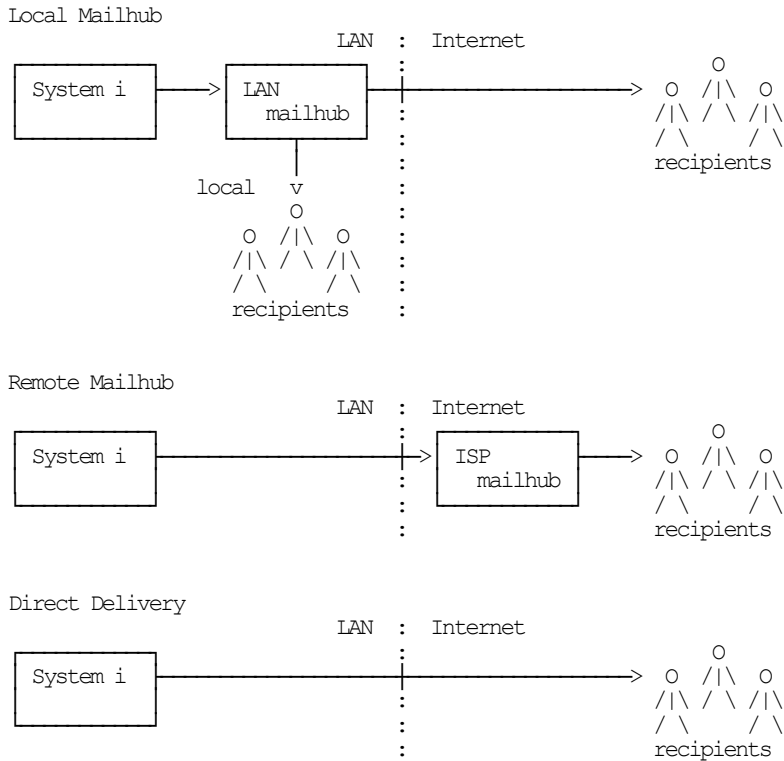 Local Mailhub
LAN : Internet
System i
LAN
mailhub
recipients
local v
recipients
Remote Mailhub
LAN : Internet
System i
ISP
mailhub
recipients
Direct Delivery
LAN : Internet
System i
recipients